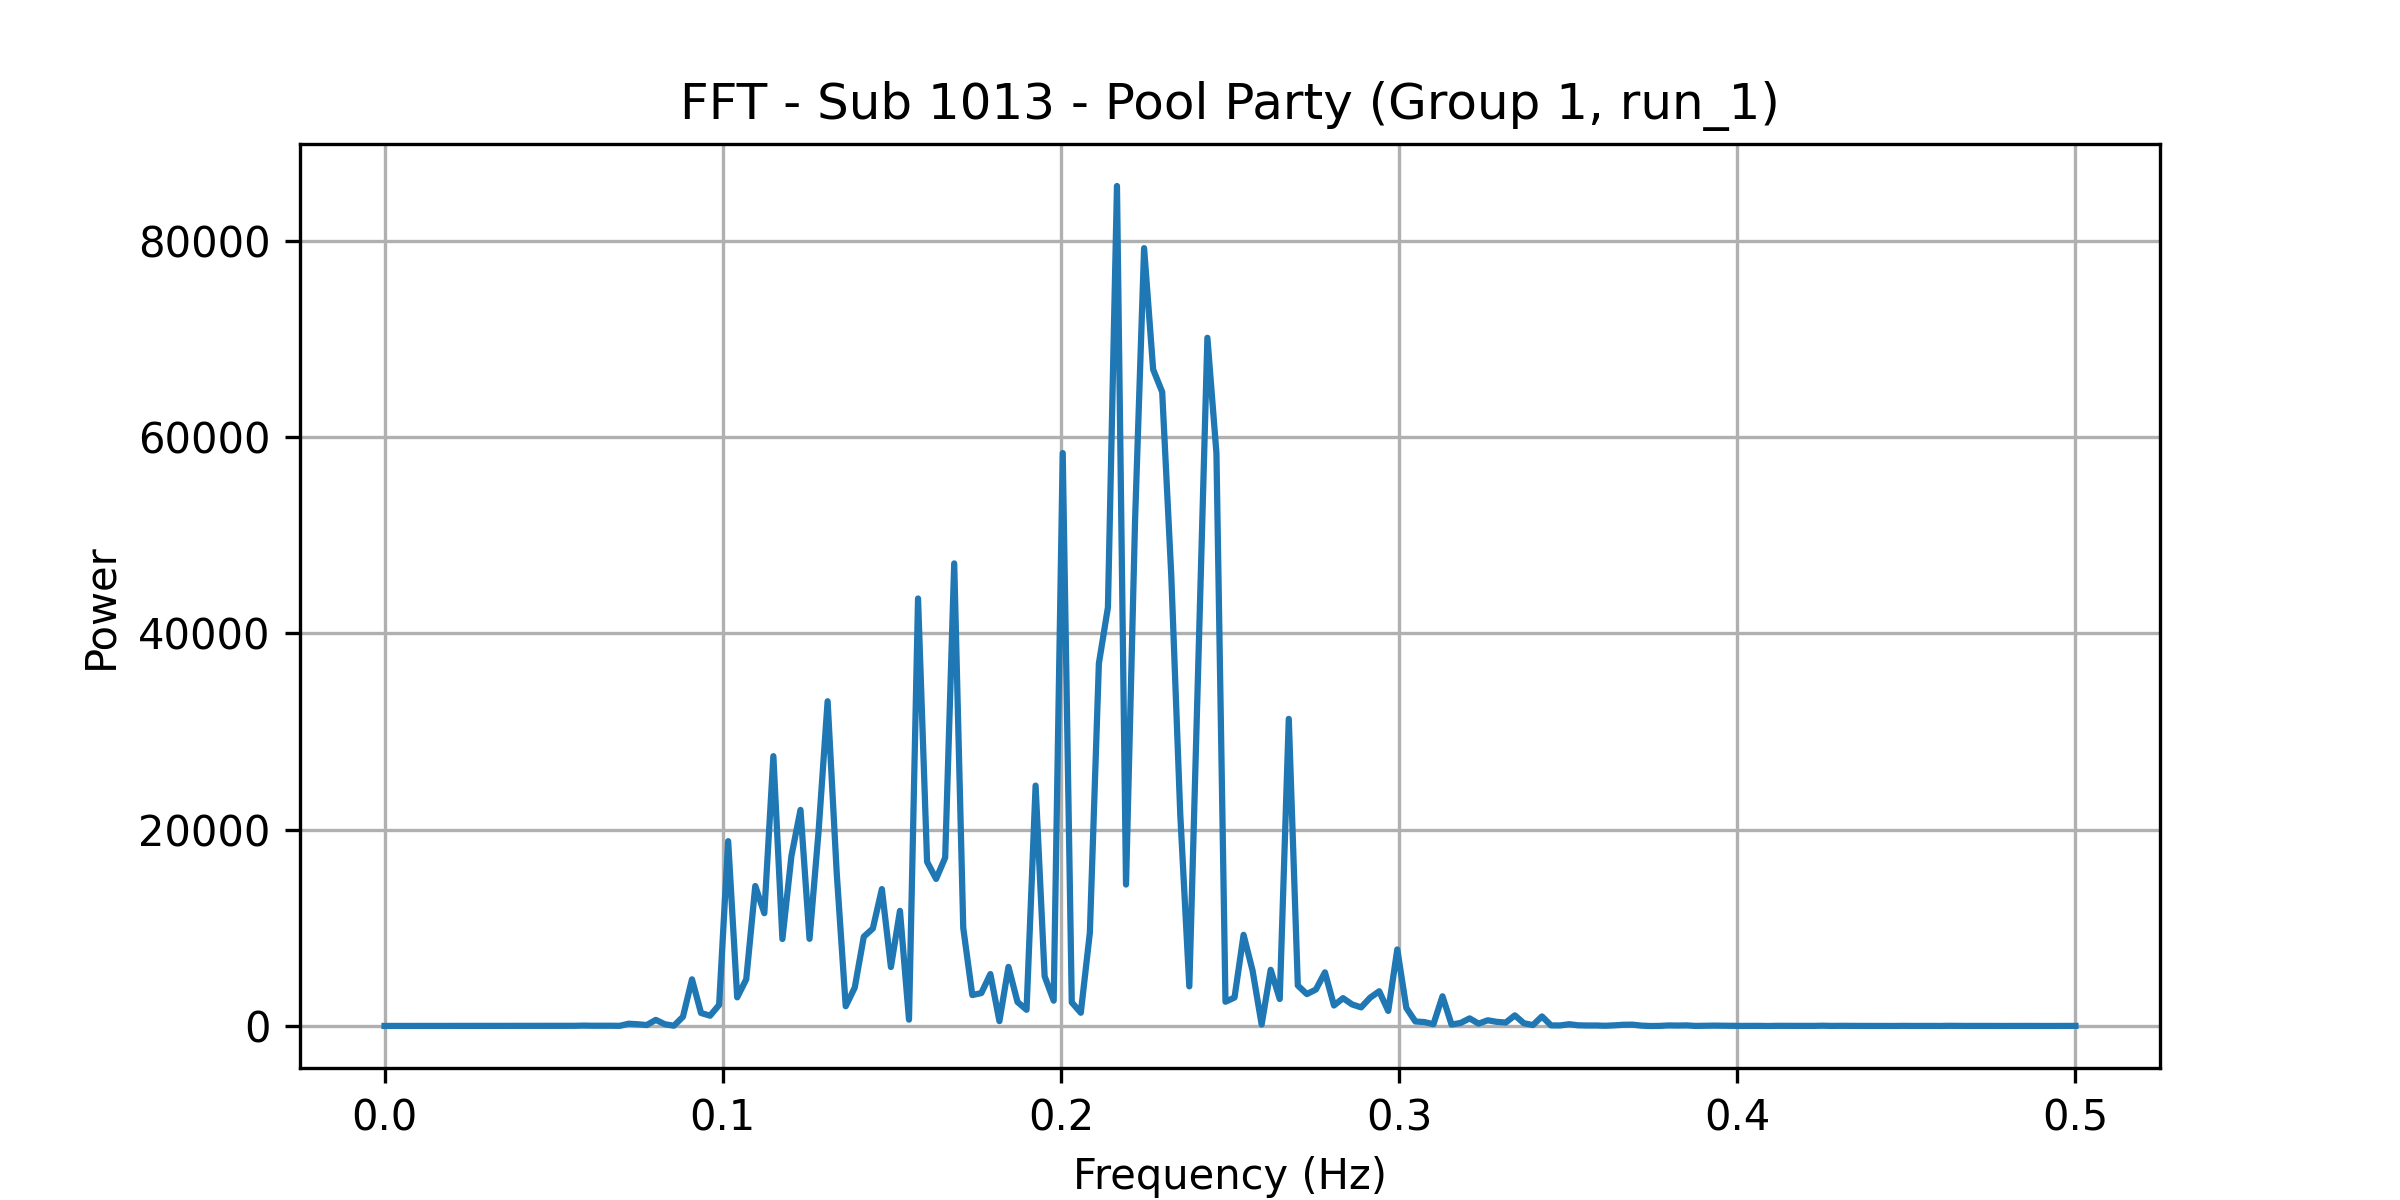 FFT - Sub 1013 - Pool Party (Group 1, run_1)
Power
80000
60000
40000
20000
0
0.0 0.1 0.2 0.3 0.4 0.5
Frequency (Hz)